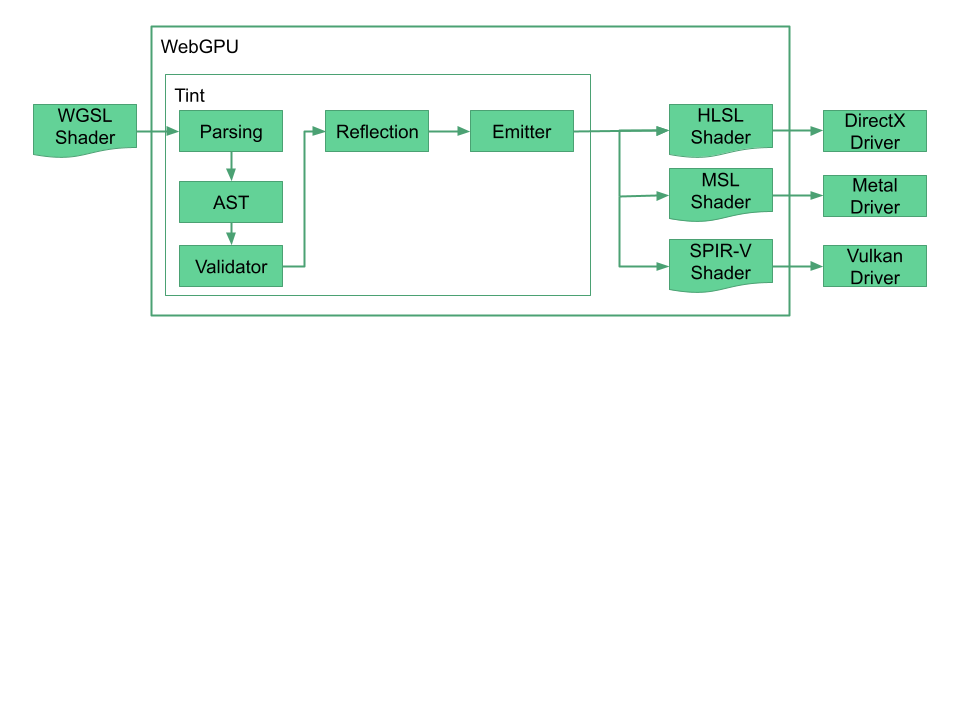 WebGPU
Tint
WGSL
Shader
Parsing
Reflection
Emitter
HLSL
Shader
DirectX
Driver
AST
MSL
Shader
Metal
Driver
Validator
SPIR-V
Shader
Vulkan
Driver